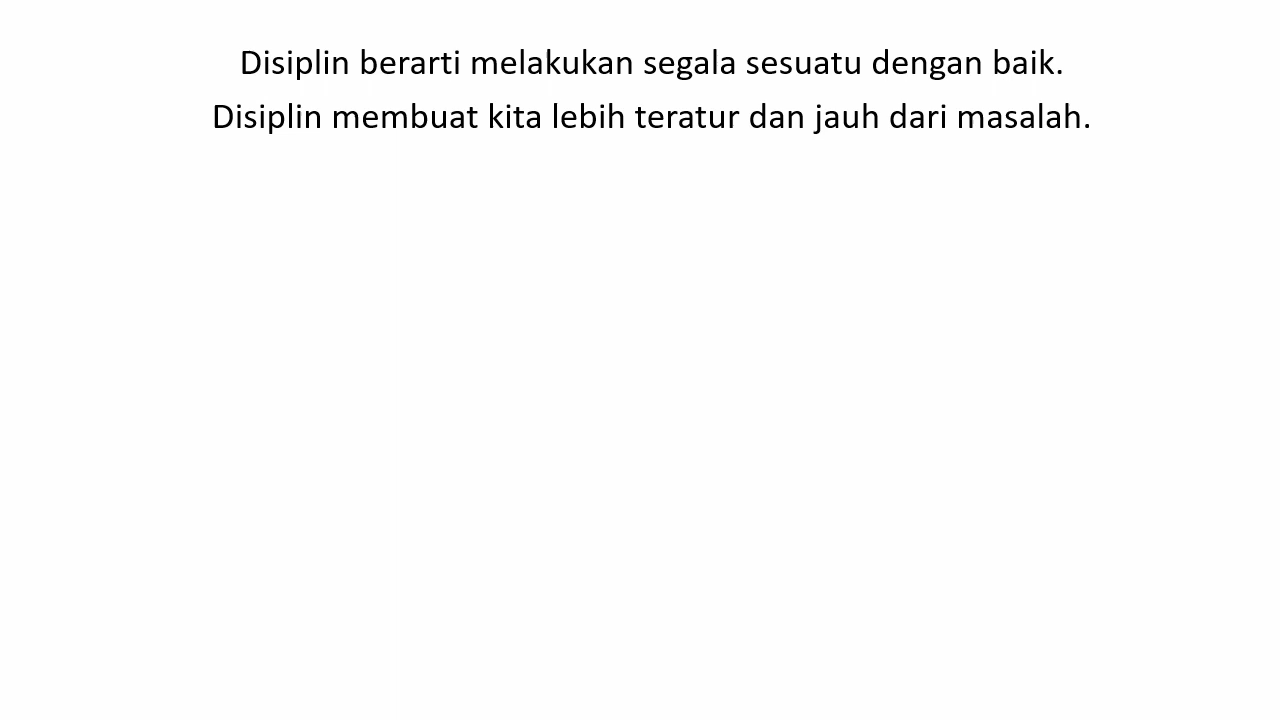 Disiplin berarti melakukan segala sesuatu dengan baik.
Disiplin membuat kita lebih teratur dan jauh dari masalah.